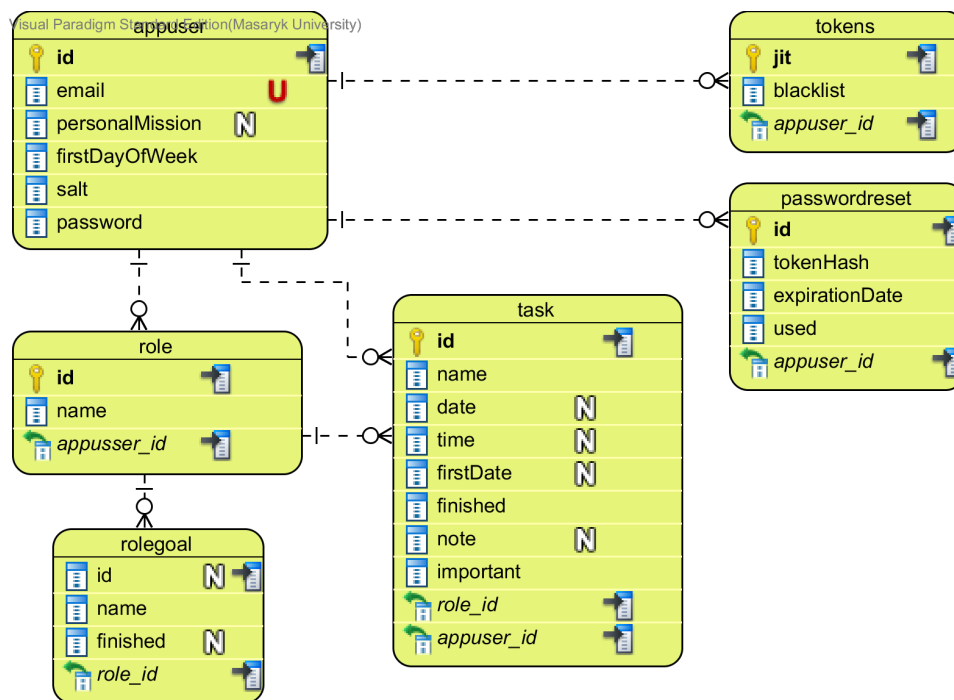 Visual Paradigm Standard Edition(Masaryk University)
appuser
id
email U
personalMission N
firstDayOfWeek
salt
password
tokens
jit
blacklist
appuser_id
passwordreset
id
tokenHash
expirationDate
used
appuser_id
role
id
name
appusser_id
task
id
name
date N
time N
firstDate N
finished
note N
important
role_id
appuser_id
rolegoal
id N
name
finished N
role_id